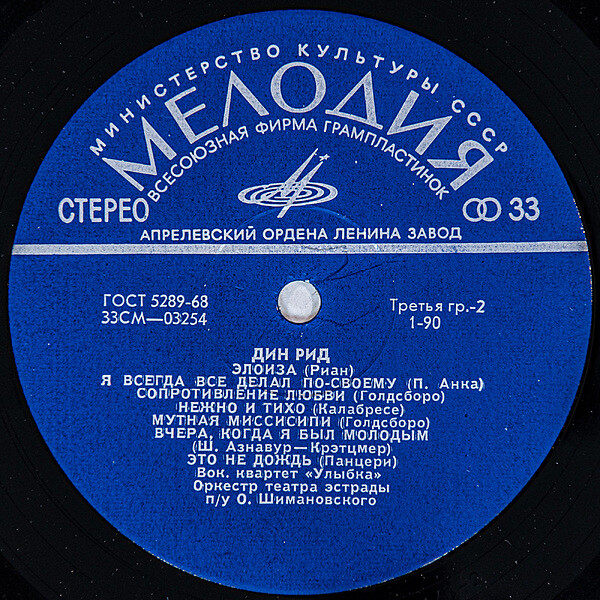 МИНИСТЕРСТВО КУЛЬТУРЫ СССР
МЕЛОДИЯ
ВСЕСОЮЗНАЯ ФИРМА ГРАМПЛАСТИНОК
СТЕРЕО
33
АПРЕЛЕВСКИЙ ОРДЕНА ЛЕНИНА ЗАВОД
ГОСТ 5289-68
33СМ—03254
Третья гр.-2
1-90
ДИН РИД
ЭЛОИЗА (Риан)
Я ВСЕГДА ВСЕ ДЕЛАЛ ПО-СВОЕМУ (П. Анка)
СОПРОТИВЛЕНИЕ ЛЮБВИ (Голдсборо)
НЕЖНО И ТИХО (Калабресе)
МУТНАЯ МИССИСИПИ (Голдсборо)
ВЧЕРА, КОГДА Я БЫЛ МОЛОДЫМ
(Ш. Азнавур—Крэтцмер)
ЭТО НЕ ДОЖДЬ (Панцери)
Вок. квартет «Улыбка»
Оркестр театра эстрады
п/у О. Шимановского